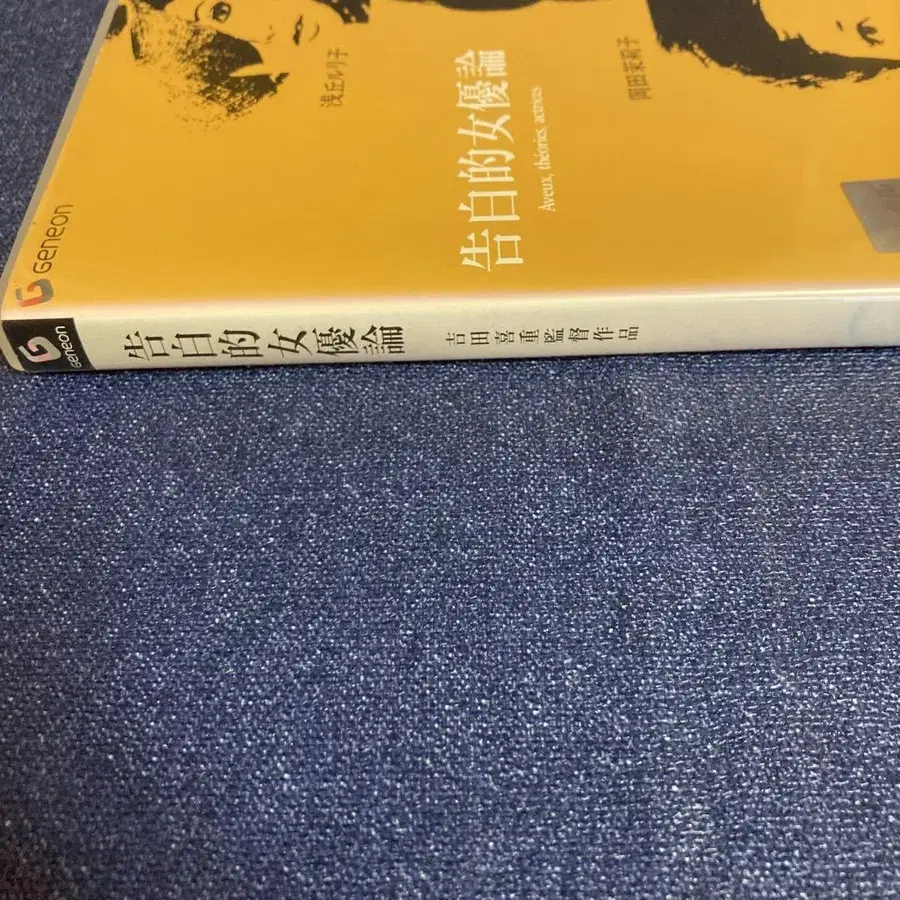 浅丘ルリ子
岡田茉莉子
告白的女優論
Aveux, théories, actrices
Geneon
Geneon
告白的女優論
吉田喜重監督作品